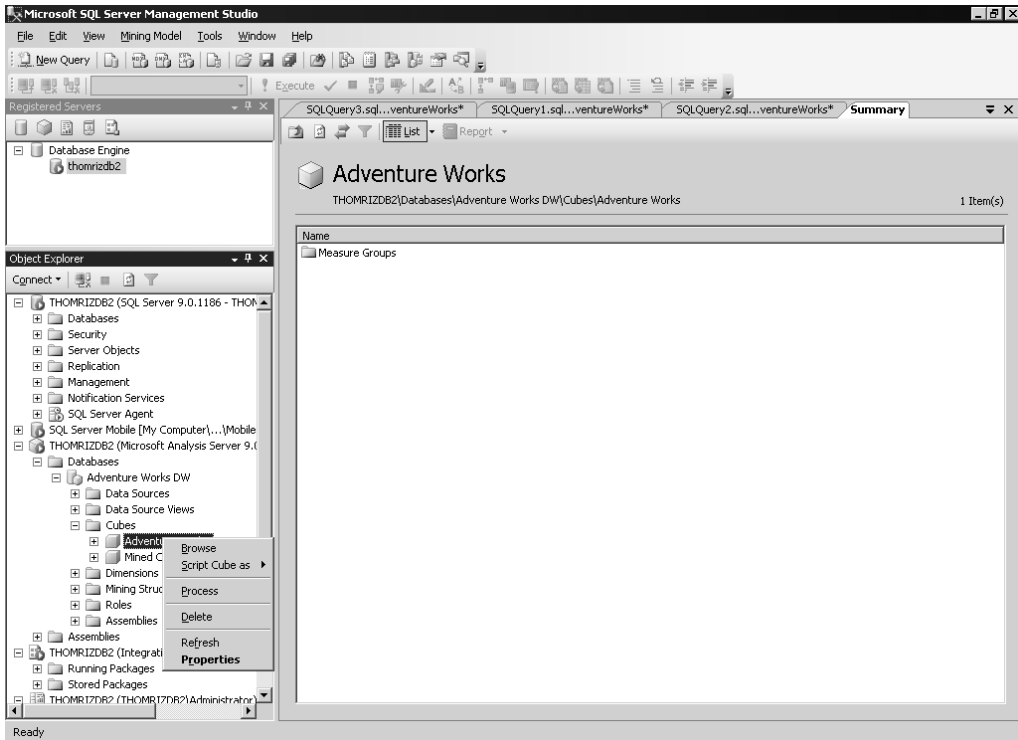 Microsoft SQL Server Management Studio
File Edit View Mining Model Tools Window Help
New Query
Execute
Registered Servers
Database Engine
thomrizdb2
Object Explorer
Connect
THOMRIZDB2 (SQL Server 9.0.1186 - THOM
Databases
Security
Server Objects
Replication
Management
Notification Services
SQL Server Agent
SQL Server Mobile [My Computer\...\Mobile
THOMRIZDB2 (Microsoft Analysis Server 9.0
Databases
Adventure Works DW
Data Sources
Data Source Views
Cubes
Advent
Mined C
Dimensions
Mining Struc
Roles
Assemblies
Assemblies
THOMRIZDB2 (Integrati
Running Packages
Stored Packages
THOMRIZDB2 (THOMRIZDB2\Administrator)
Browse
Script Cube as
Process
Delete
Refresh
Properties
SQLQuery3.sql...ventureWorks* SQLQuery1.sql...ventureWorks* SQLQuery2.sql...ventureWorks* Summary
List Report
Adventure Works
THOMRIZDB2\Databases\Adventure Works DW\Cubes\Adventure Works 1 Item(s)
Name
Measure Groups
Ready